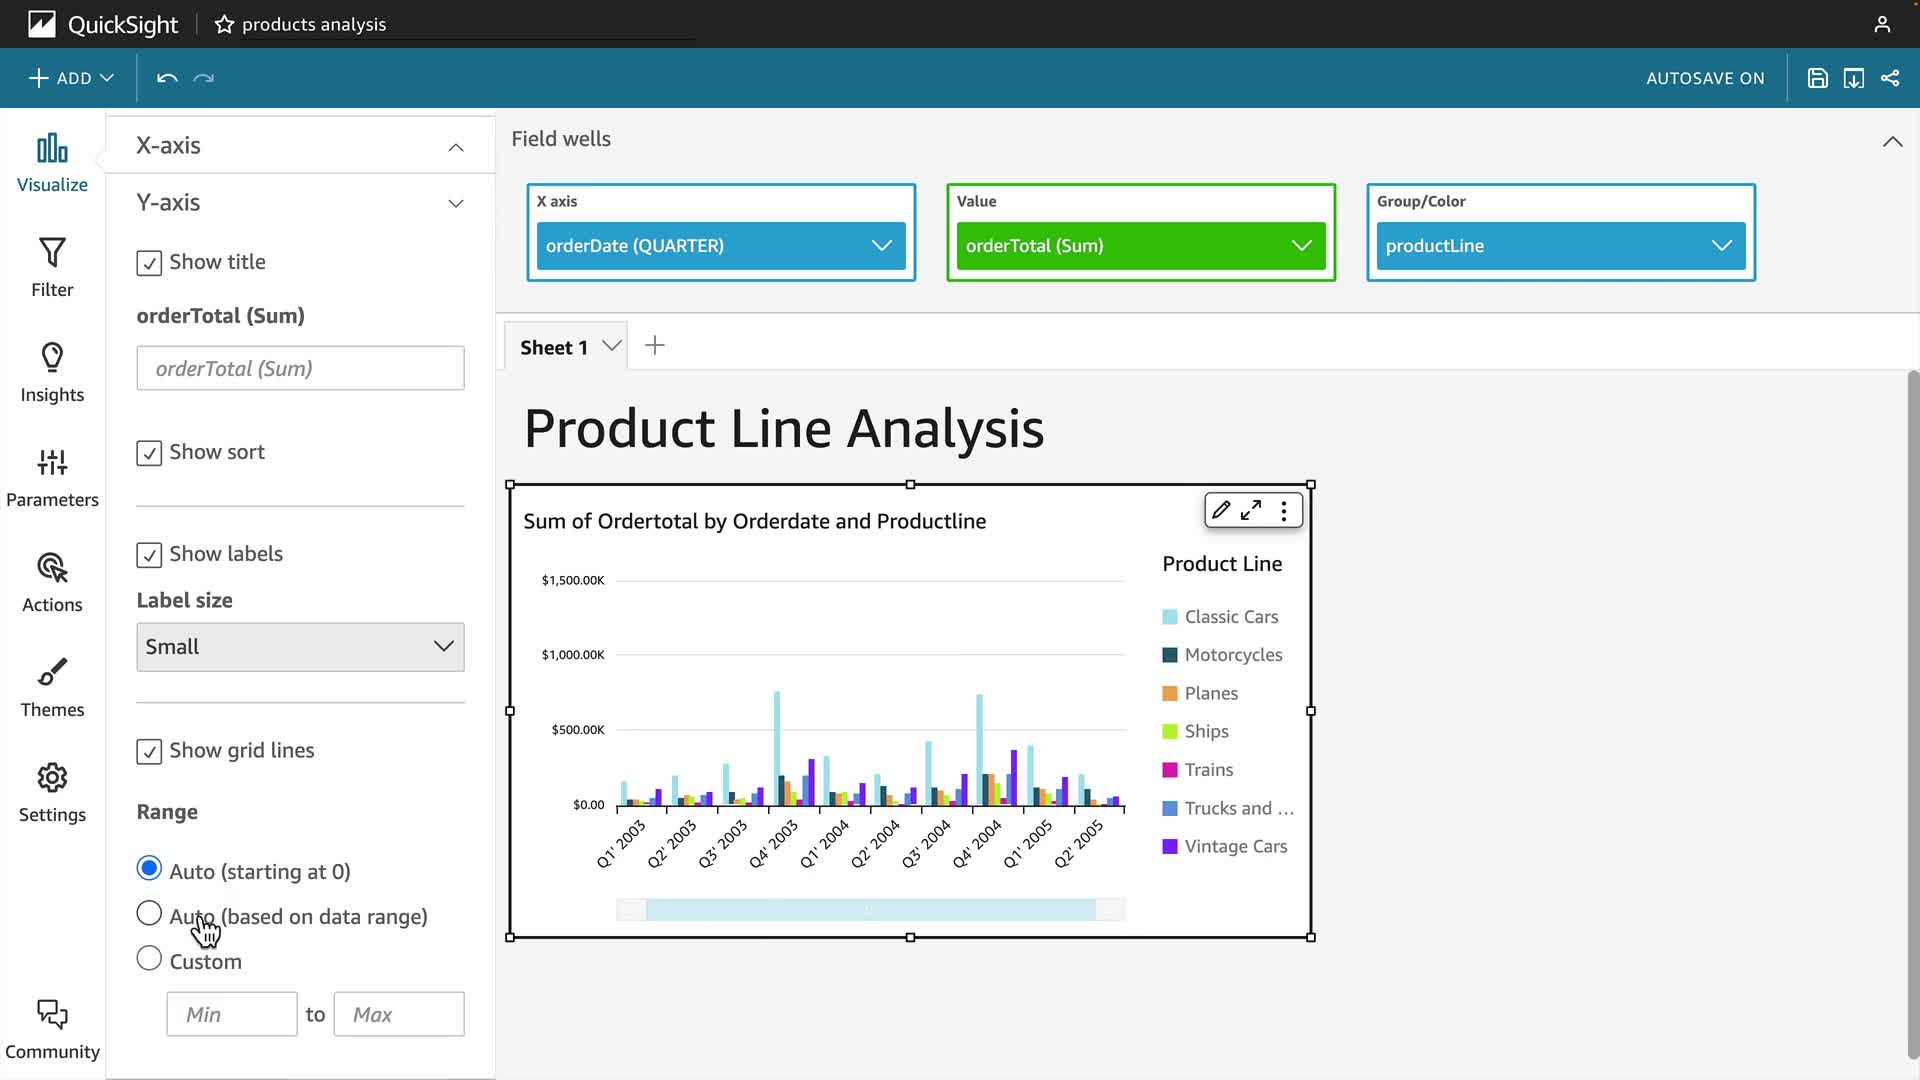 QuickSight
products analysis
ADD
AUTOSAVE ON
Visualize
Filter
Insights
Parameters
Actions
Themes
Settings
Community
X-axis
Y-axis
Show title
orderTotal (Sum)
orderTotal (Sum)
Show sort
Show labels
Label size
Small
Show grid lines
Range
Auto (starting at 0)
Auto (based on data range)
Custom
Min to Max
Field wells
X axis
orderDate (QUARTER)
Value
orderTotal (Sum)
Group/Color
productLine
Sheet 1
Product Line Analysis
Sum of Ordertotal by Orderdate and Productline
$1,500.00K
$1,000.00K
$500.00K
$0.00
Q1' 2003
Q2' 2003
Q3' 2003
Q4' 2003
Q1' 2004
Q2' 2004
Q3' 2004
Q4' 2004
Q1' 2005
Q2' 2005
Product Line
Classic Cars
Motorcycles
Planes
Ships
Trains
Trucks and ...
Vintage Cars